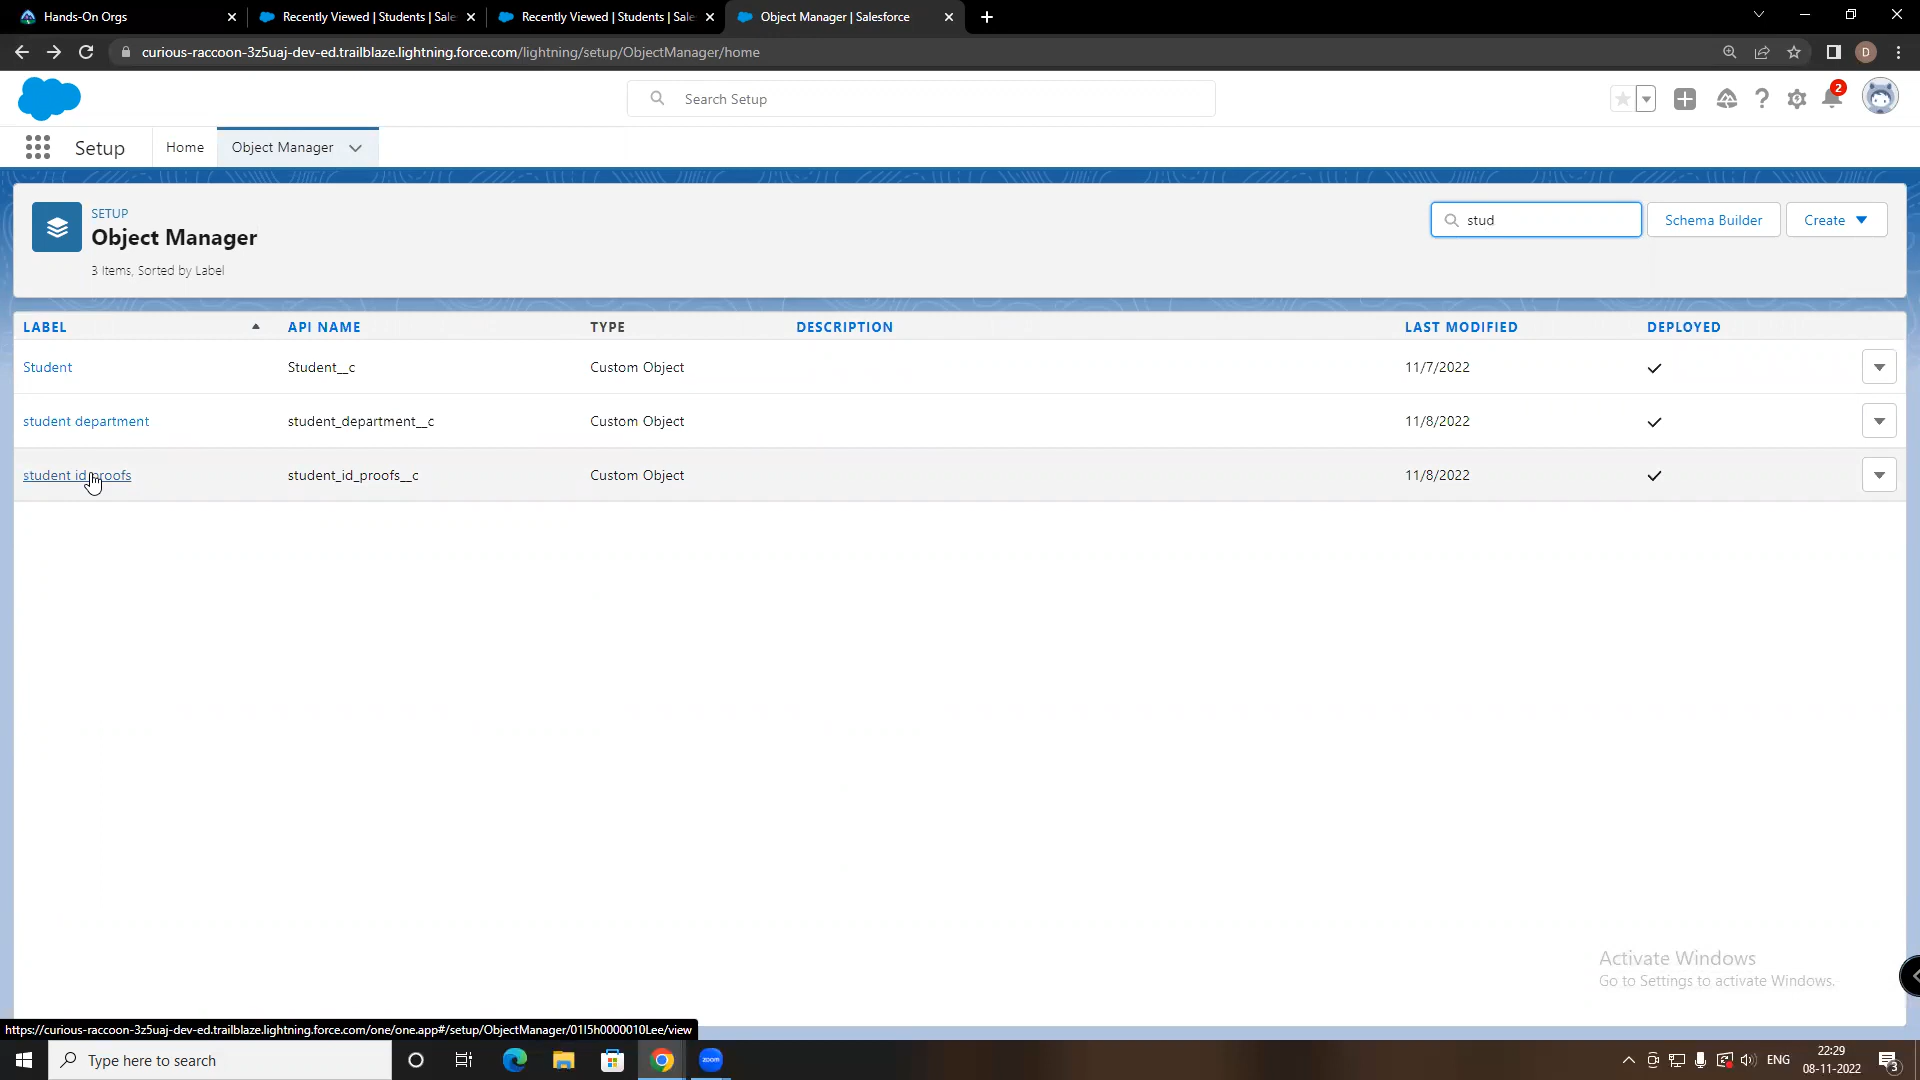 Hands-On Orgs
Recently Viewed | Students | Sale
Recently Viewed | Students | Sale
Object Manager | Salesforce
curious-raccoon-3z5uaj-dev-ed.trailblaze.lightning.force.com/lightning/setup/ObjectManager/home
D
Search Setup
2
Setup
Home
Object Manager
SETUP
Object Manager
3 Items, Sorted by Label
stud
Schema Builder
Create
LABEL API NAME TYPE DESCRIPTION LAST MODIFIED DEPLOYED
Student Student__c Custom Object 11/7/2022
student department student_department__c Custom Object 11/8/2022
student id proofs student_id_proofs__c Custom Object 11/8/2022
Activate Windows
Go to Settings to activate Windows.
https://curious-raccoon-3z5uaj-dev-ed.trailblaze.lightning.force.com/one/one.app#/setup/ObjectManager/01I5h0000010Lee/view
Type here to search
zoom
ENG
22:29
08-11-2022
3